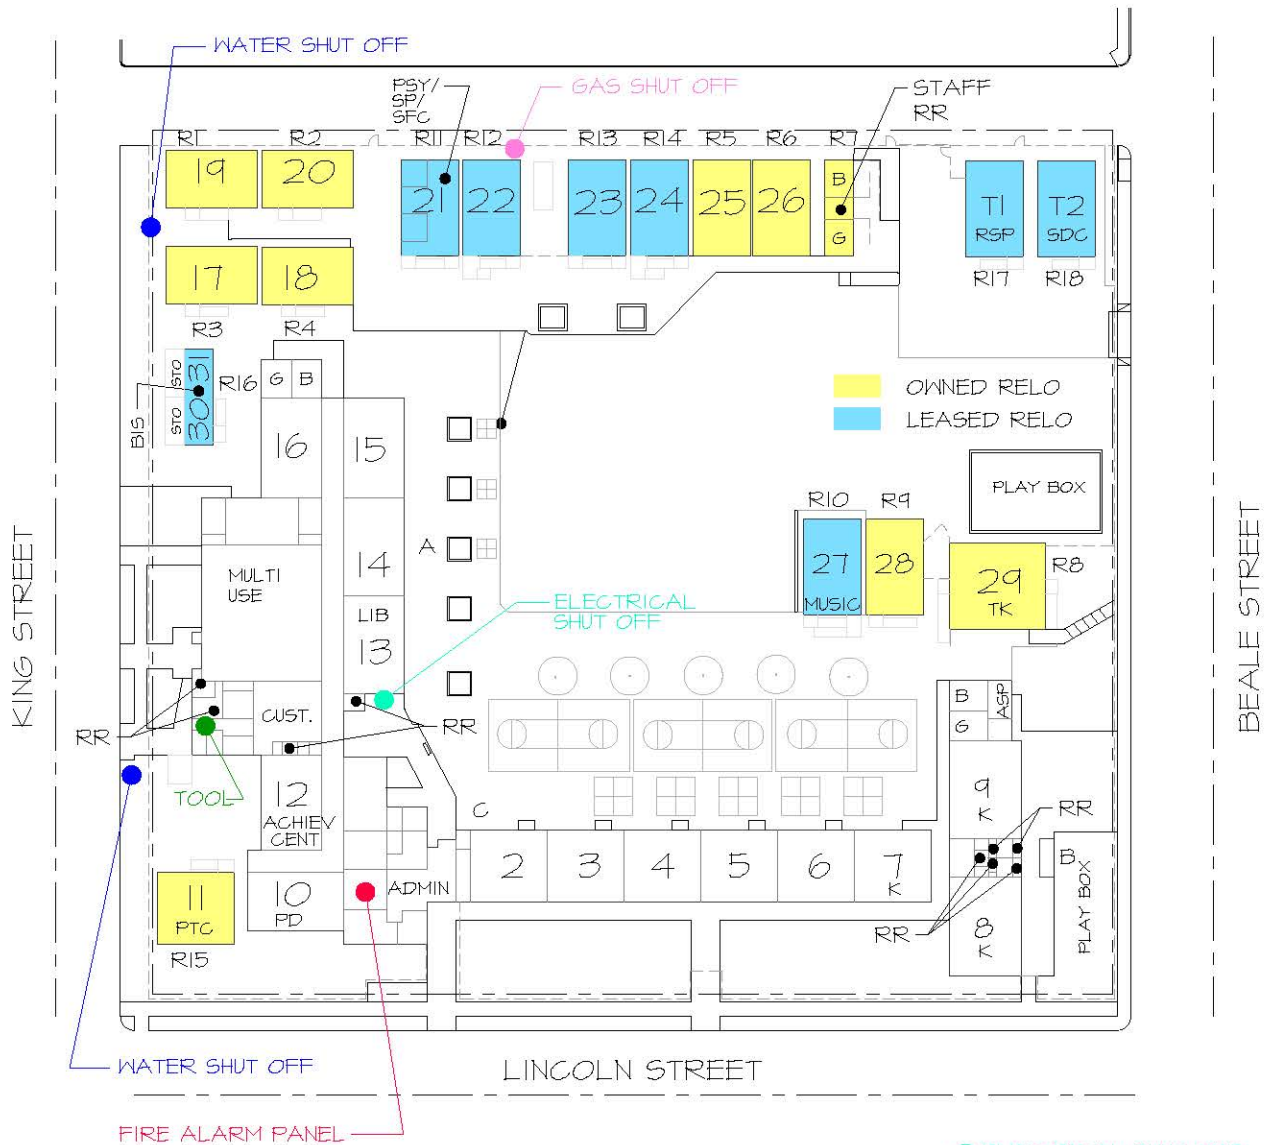 WATER SHUT OFF
PSY/
SP/
SFC
GAS SHUT OFF
STAFF
RR
R1
R2
R11
R12
R13
R14
R5
R6
R7
19
20
21
22
23
24
25
26
B
G
T1
RSP
T2
SDC
R17
R18
17
18
R3
R4
STO
STO
31
30
R16
BIS
G
B
OWNED RELO
LEASED RELO
16
15
PLAY BOX
R10
R9
A
14
MULTI
USE
27
MUSIC
28
29
TK
R8
LIB
13
ELECTRICAL
SHUT OFF
KING STREET
BEALE STREET
B
G
ASP
CUST.
RR
RR
TOOL
12
ACHIEV
CENT
C
9
K
RR
2
3
4
5
6
7
K
B
PLAY BOX
11
PTC
10
PD
ADMIN
RR
8
K
R15
WATER SHUT OFF
LINCOLN STREET
FIRE ALARM PANEL